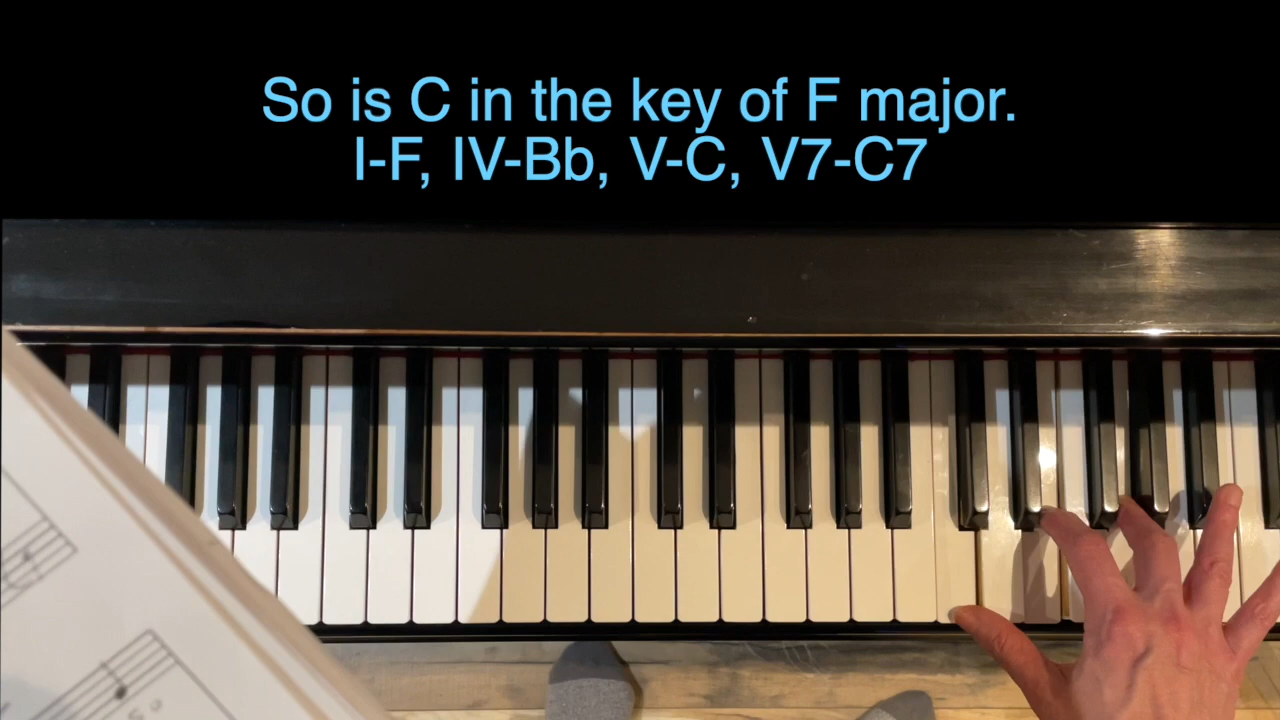 So is C in the key of F major.
I-F, IV-Bb, V-C, V7-C7